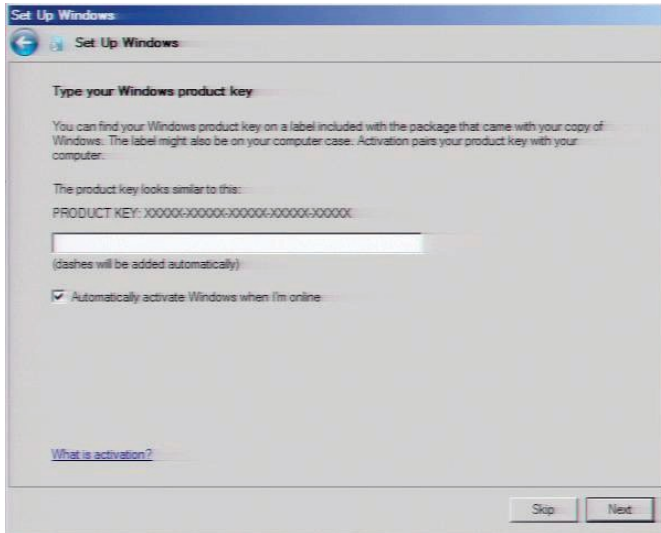 Set Up Windows
Set Up Windows
Type your Windows product key
You can find your Windows product key on a label included with the package that came with your copy of
Windows. The label might also be on your computer case. Activation pairs your product key with your
computer.
The product key looks similar to this:
PRODUCT KEY: XXXXX-XXXXX-XXXXX-XXXXX-XXXXX
(dashes will be added automatically)
Automatically activate Windows when I'm online
What is activation?
Skip Next